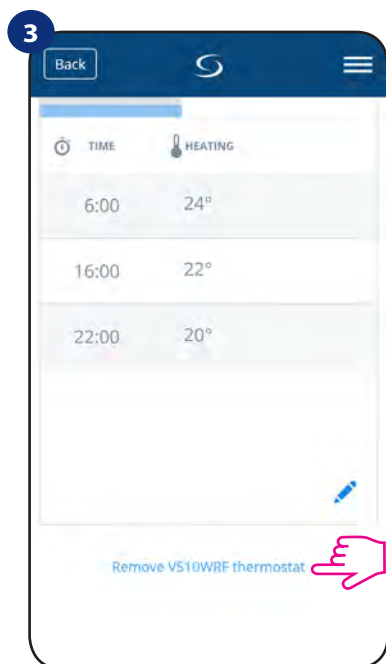 3
Back
TIME HEATING
6:00 24°
16:00 22°
22:00 20°
Remove VS10WRF thermostat